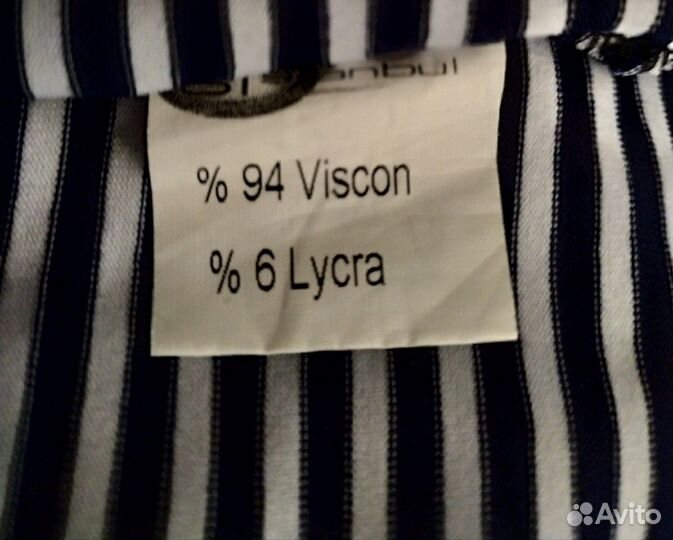 % 94 Viscon
% 6 Lycra
Avito